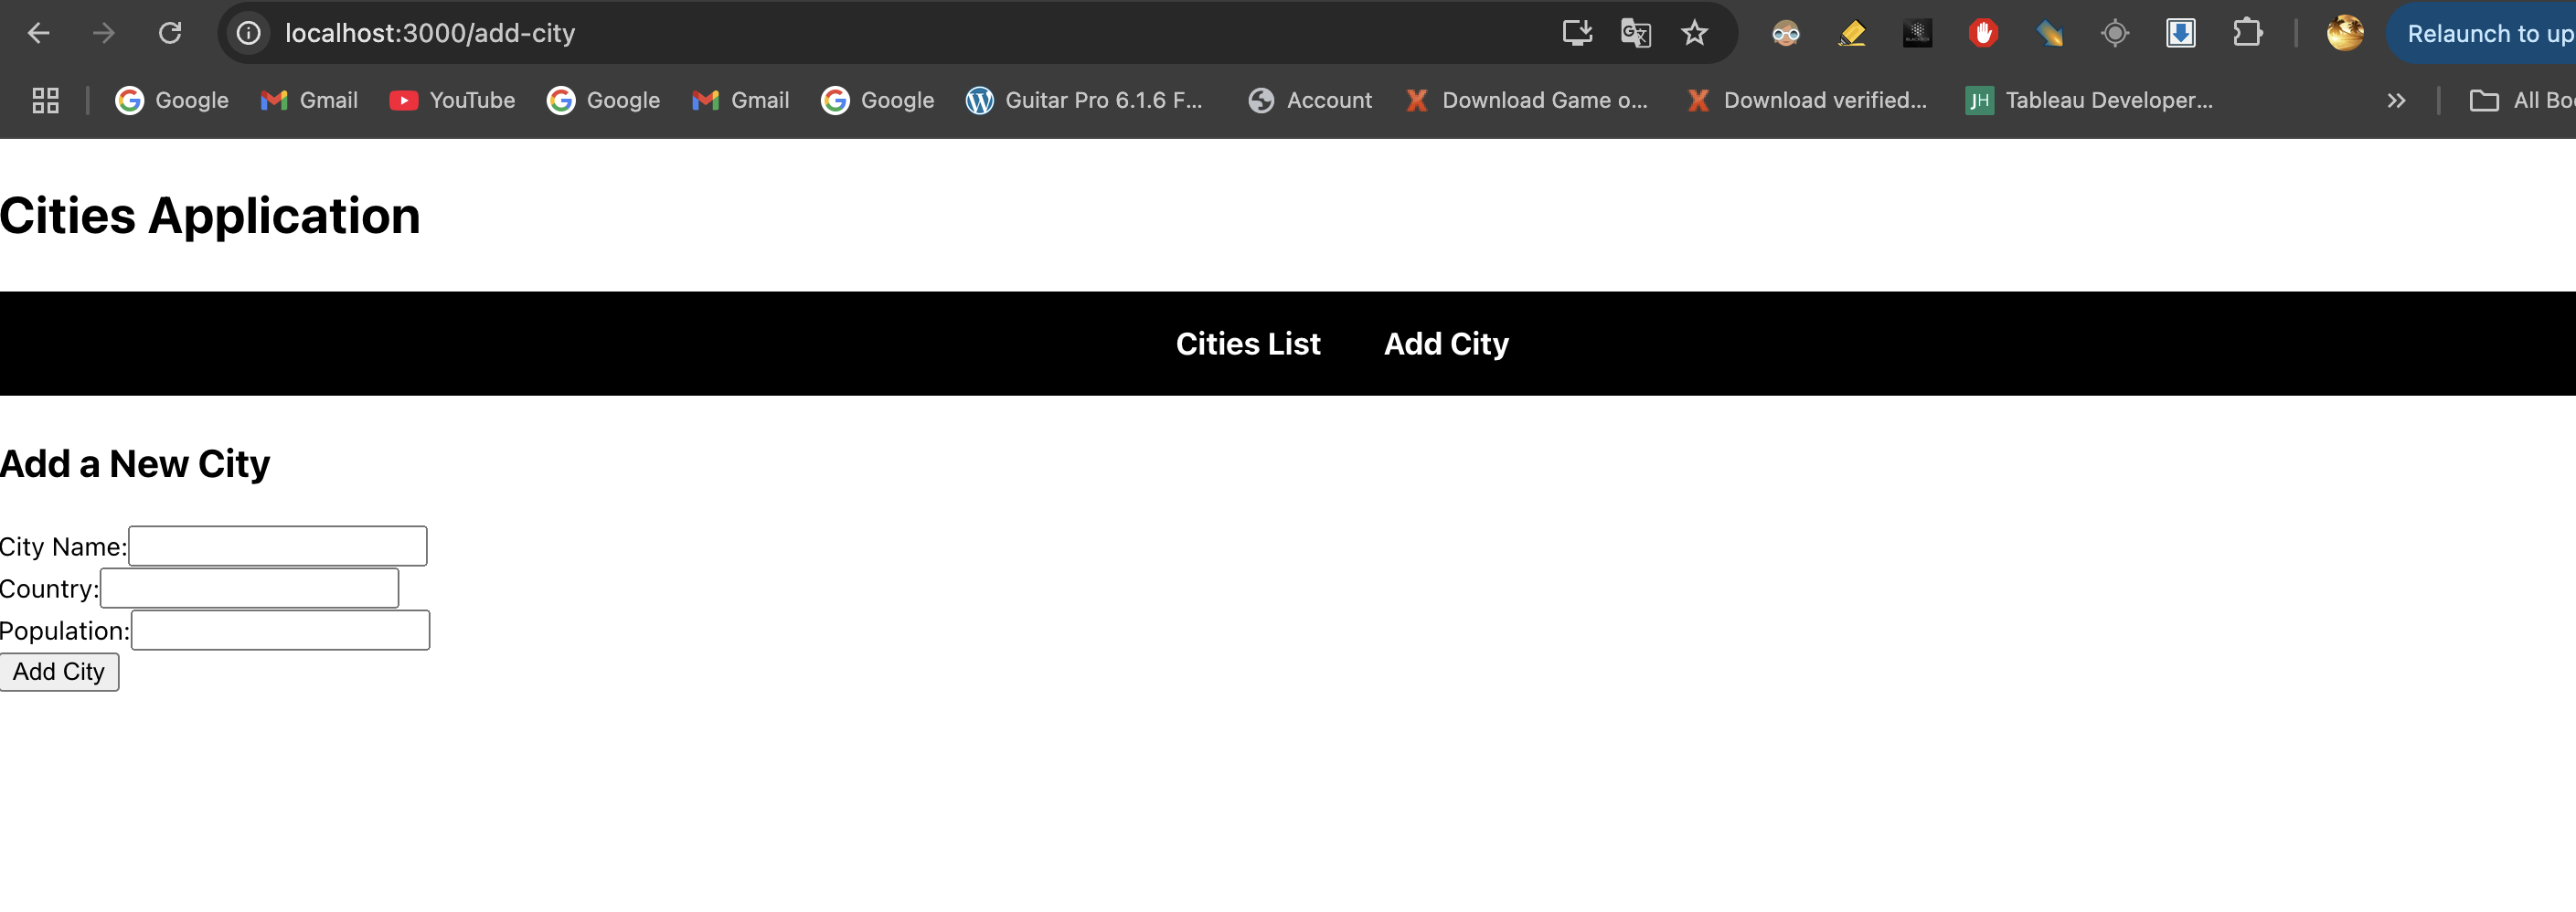 localhost:3000/add-city
Relaunch to up
Google Gmail YouTube Google Gmail Google Guitar Pro 6.1.6 F... Account Download Game o... Download verified... JH Tableau Developer... All Boo
Cities Application
Cities List Add City
Add a New City
City Name:
Country:
Population:
Add City